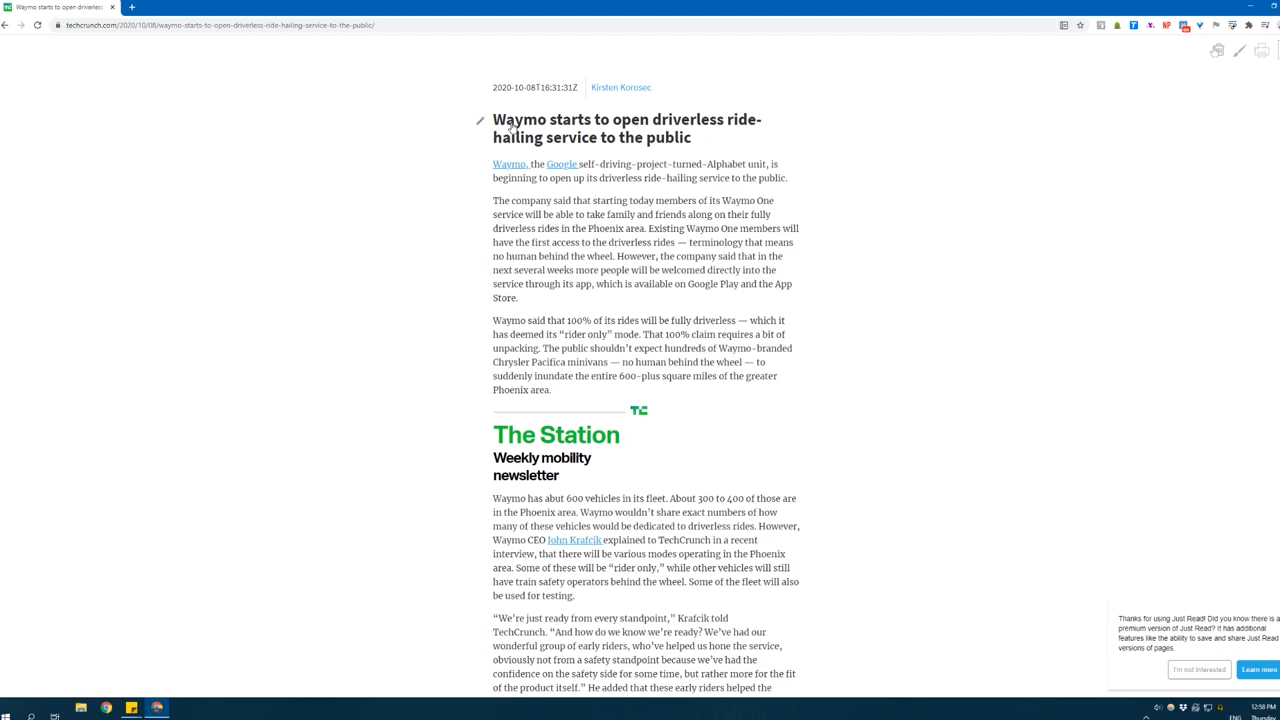 Waymo starts to open driverless
techcrunch.com/2020/10/08/waymo-starts-to-open-driverless-ride-hailing-service-to-the-public/
2020-10-08T16:31:31Z
Kirsten Korosec
Waymo starts to open driverless ride-
hailing service to the public
Waymo, the Google self-driving-project-turned-Alphabet unit, is
beginning to open up its driverless ride-hailing service to the public.
The company said that starting today members of its Waymo One
service will be able to take family and friends along on their fully
driverless rides in the Phoenix area. Existing Waymo One members will
have the first access to the driverless rides — terminology that means
no human behind the wheel. However, the company said that in the
next several weeks more people will be welcomed directly into the
service through its app, which is available on Google Play and the App
Store.
Waymo said that 100% of its rides will be fully driverless — which it
has deemed its “rider only” mode. That 100% claim requires a bit of
unpacking. The public shouldn’t expect hundreds of Waymo-branded
Chrysler Pacifica minivans — no human behind the wheel — to
suddenly inundate the entire 600-plus square miles of the greater
Phoenix area.
TC
The Station
Weekly mobility
newsletter
Waymo has abut 600 vehicles in its fleet. About 300 to 400 of those are
in the Phoenix area. Waymo wouldn’t share exact numbers of how
many of these vehicles would be dedicated to driverless rides. However,
Waymo CEO John Krafcik explained to TechCrunch in a recent
interview, that there will be various modes operating in the Phoenix
area. Some of these will be “rider only,” while other vehicles will still
have train safety operators behind the wheel. Some of the fleet will also
be used for testing.
“We’re just ready from every standpoint,” Krafcik told
TechCrunch. “And how do we know we’re ready? We’ve had our
wonderful group of early riders, who’ve helped us hone the service,
obviously not from a safety standpoint because we’ve had the
confidence on the safety side for some time, but rather more for the fit
of the product itself.” He added that these early riders helped the
Thanks for using Just Read! Did you know there is a
premium version of Just Read? It has additional
features like the ability to save and share Just Read
versions of pages.
I'm not interested
Learn more
12:58 PM
ENG
Thursday